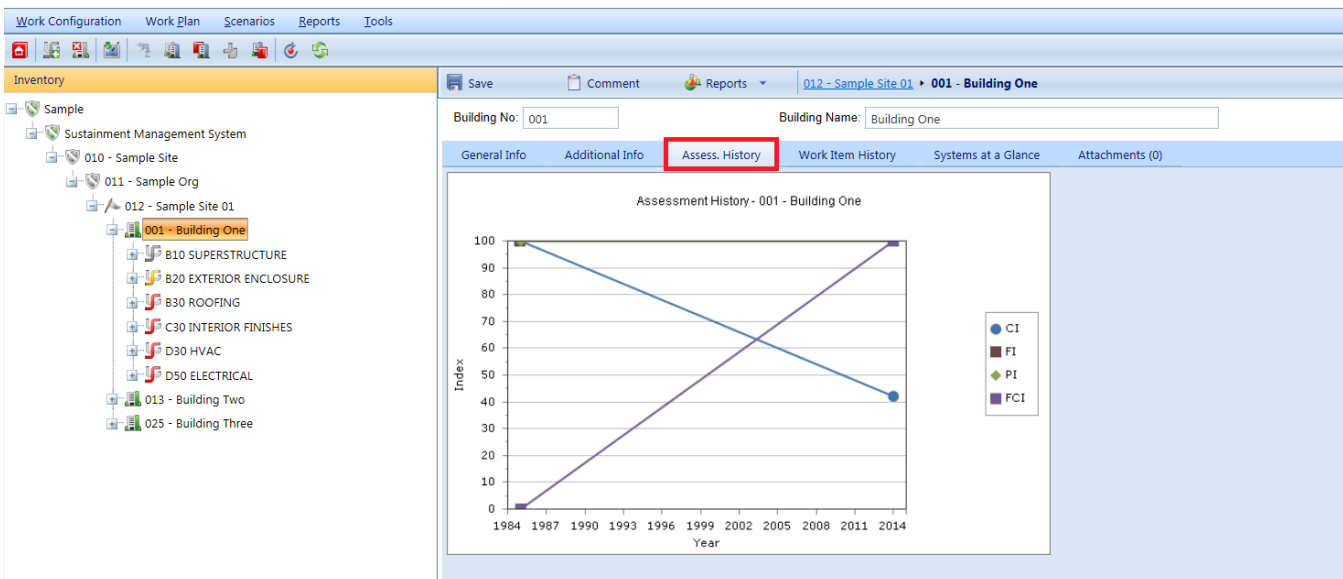 Work Configuration Work Plan Scenarios Reports Tools
Inventory
Sample
Sustainment Management System
010 - Sample Site
011 - Sample Org
012 - Sample Site 01
001 - Building One
B10 SUPERSTRUCTURE
B20 EXTERIOR ENCLOSURE
B30 ROOFING
C30 INTERIOR FINISHES
D30 HVAC
D50 ELECTRICAL
013 - Building Two
025 - Building Three
Save Comment Reports 012 - Sample Site 01 001 - Building One
Building No: 001 Building Name: Building One
General Info Additional Info Assess. History Work Item History Systems at a Glance Attachments (0)
Assessment History - 001 - Building One
100
90
80
70
60
50
40
30
20
10
0
Index
1984 1987 1990 1993 1996 1999 2002 2005 2008 2011 2014
Year
CI
FI
PI
FCI